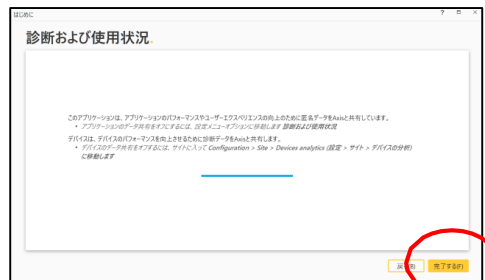 はじめに
診断および使用状況.
このアプリケーションは、アプリケーションのパフォーマンスやユーザーエクスペリエンスの向上のために匿名データをAxisと共有しています。
• アプリケーションのデータ共有をオフにするには、設定メニューオプションに移動します 診断および使用状況
デバイスは、デバイスのパフォーマンスを向上させるために診断データをAxisと共有します。
• デバイスのデータ共有をオフするには、サイトに入って Configuration > Site > Devices analytics (設定 > サイト > デバイスの分析)
に移動します
完了する(F)